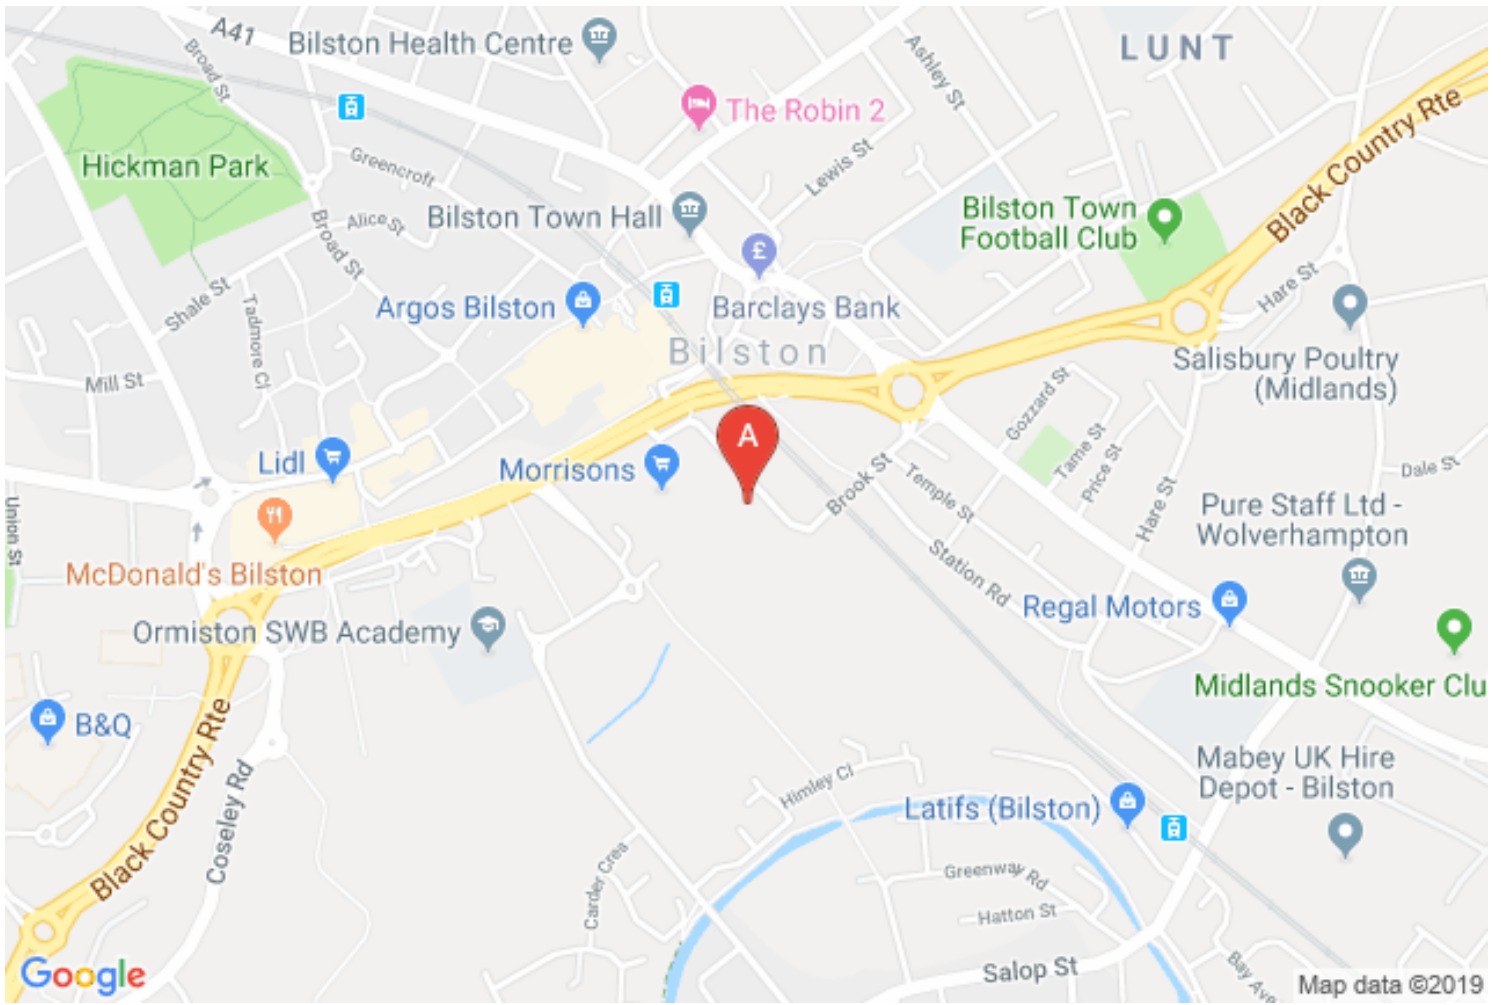 A41
Bilston Health Centre
Broad St
Ashley St
LUNT
The Robin 2
Black Country Rte
Hickman Park
Greencroft
Lewis St
Alice St
Bilston Town Hall
Bilston Town
Football Club
Broad St
£
Shale St
Tadmore Cl
Argos Bilston
Barclays Bank
Hare St
Bilston
Salisbury Poultry
(Midlands)
Mill St
Gozzard St
A
Tame St
Price St
Lidl
Morrisons
Brook St
Temple St
Dale St
Union St
Hare St
Pure Staff Ltd -
Wolverhampton
McDonald's Bilston
Station Rd
Regal Motors
Ormiston SWB Academy
Midlands Snooker Clu
B&Q
Black Country Rte
Coseley Rd
Himley Cl
Mabey UK Hire
Depot - Bilston
Latifs (Bilston)
Carder Cres
Greenway Rd
Hatton St
Salop St
Bay Ave
Google
Map data ©2019